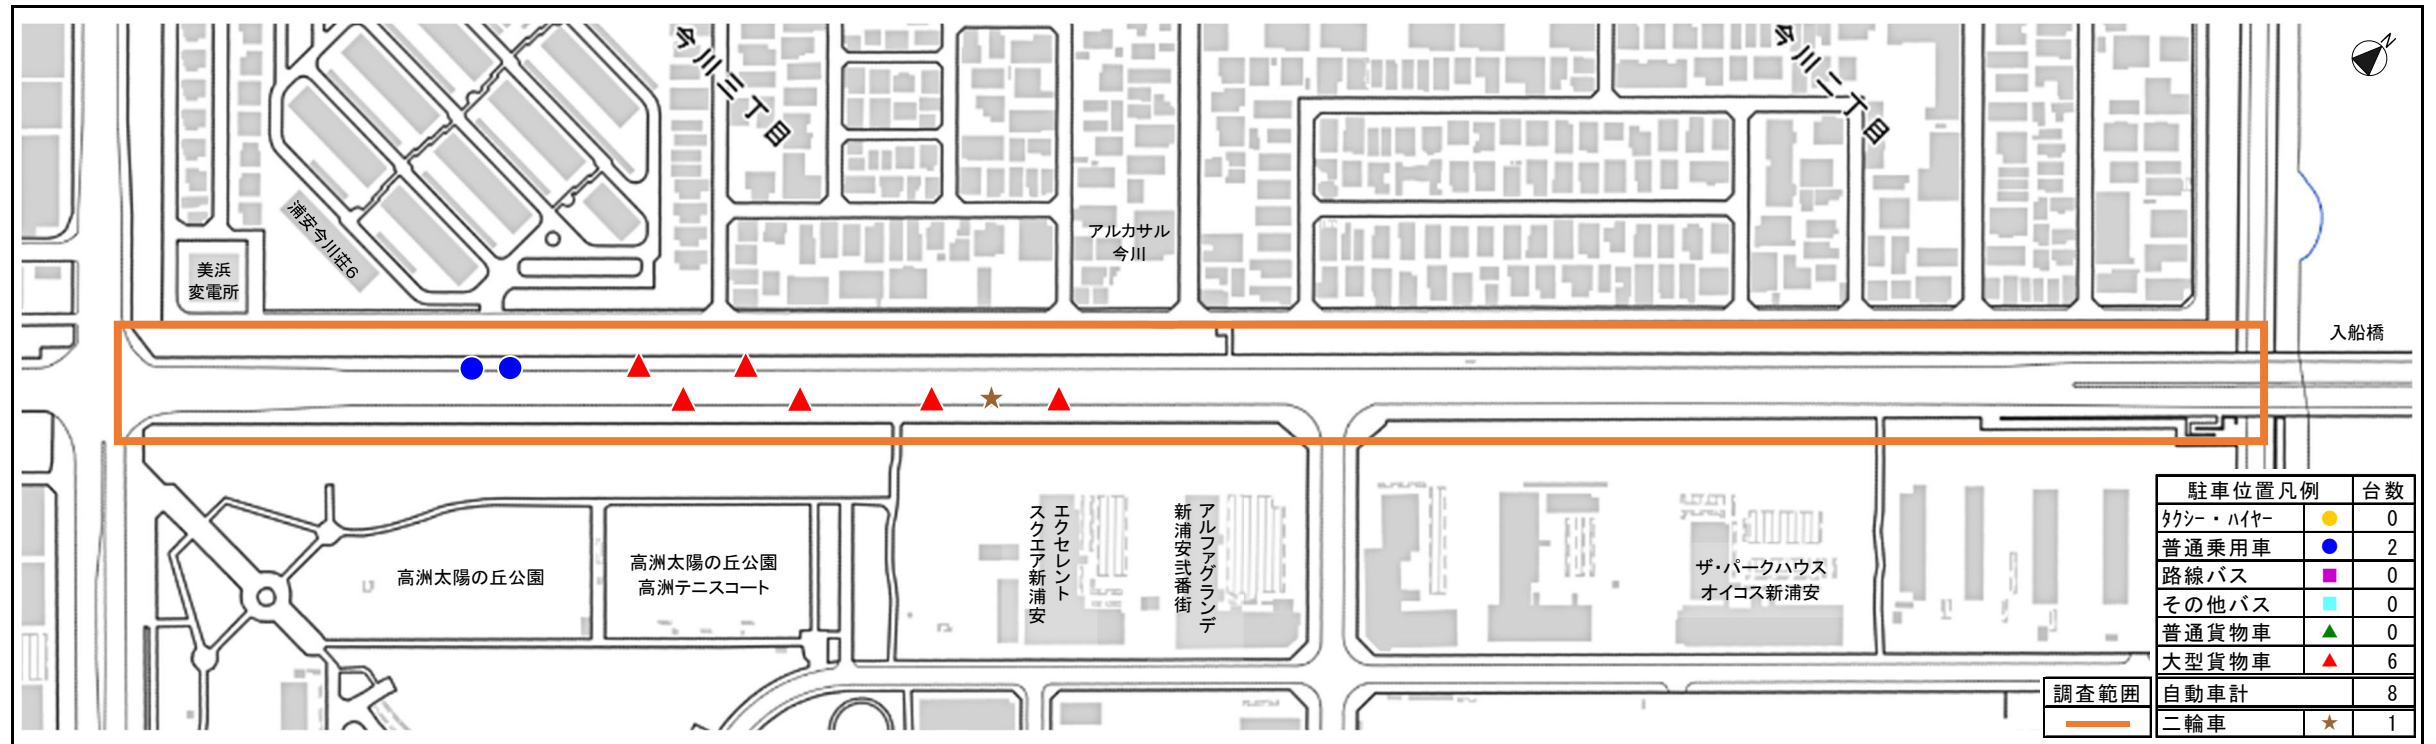 今川三丁目
今川二丁目
N
浦安今川荘6
美浜
変電所
アルカサル
今川
入船橋
高洲太陽の丘公園
高洲太陽の丘公園
高洲テニスコート
エクセレント
スクエア新浦安
アルファグランデ
新浦安弐番街
ザ・パークハウス
オイコス新浦安
駐車位置凡例 台数
ﾀｸｼｰ・ﾊｲﾔｰ 0
普通乗用車 2
路線バス 0
その他バス 0
普通貨物車 0
大型貨物車 6
自動車計 8
二輪車 1
調査範囲